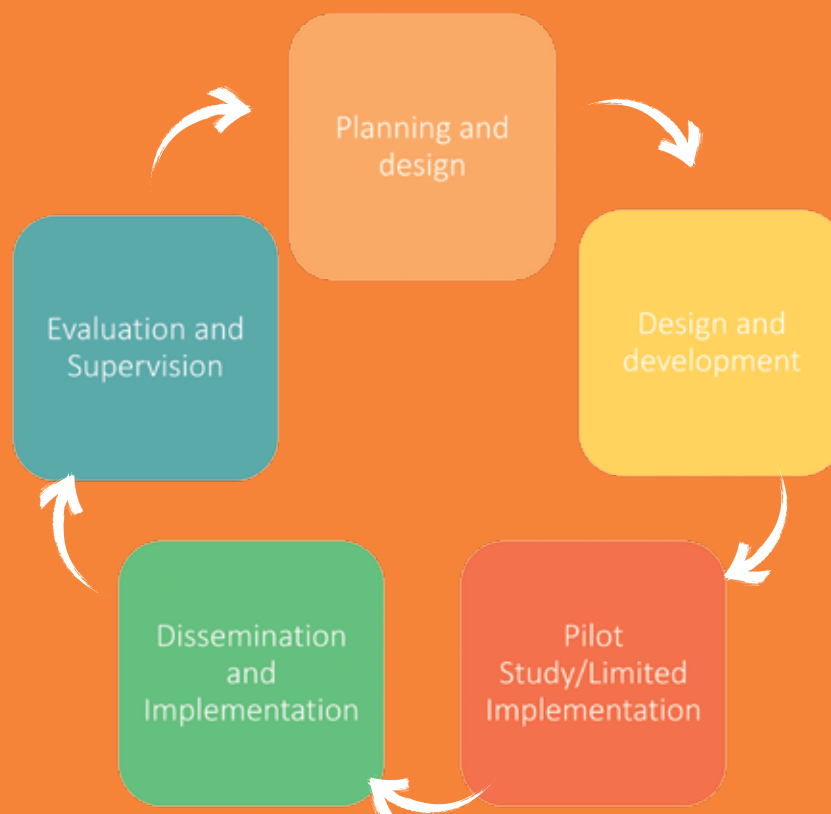 Planning and
design
Design and
development
Pilot
Study/Limited
Implementation
Dissemination
and
Implementation
Evaluation and
Supervision